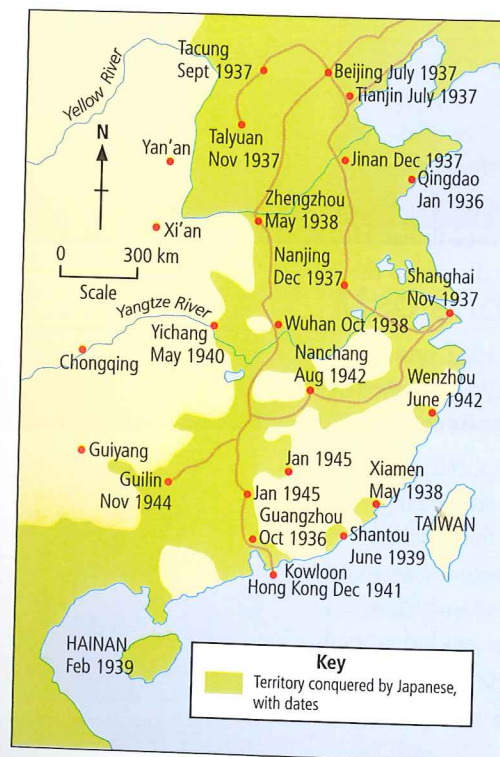 Tacung
Sept 1937
Beijing July 1937
Tianjin July 1937
Yellow River
N
Talyuan
Nov 1937
Yan'an
Jinan Dec 1937
Qingdao
Jan 1936
Zhengzhou
May 1938
Xi'an
0 300 km
Scale
Nanjing
Dec 1937
Shanghai
Nov 1937
Yangtze River
Yichang
May 1940
Wuhan Oct 1938
Chongqing
Nanchang
Aug 1942
Wenzhou
June 1942
Guiyang
Guilin
Nov 1944
Jan 1945
Jan 1945
Xiamen
May 1938
Guangzhou
Oct 1936
TAIWAN
Shantou
June 1939
Kowloon
Hong Kong Dec 1941
HAINAN
Feb 1939
Key
Territory conquered by Japanese,
with dates